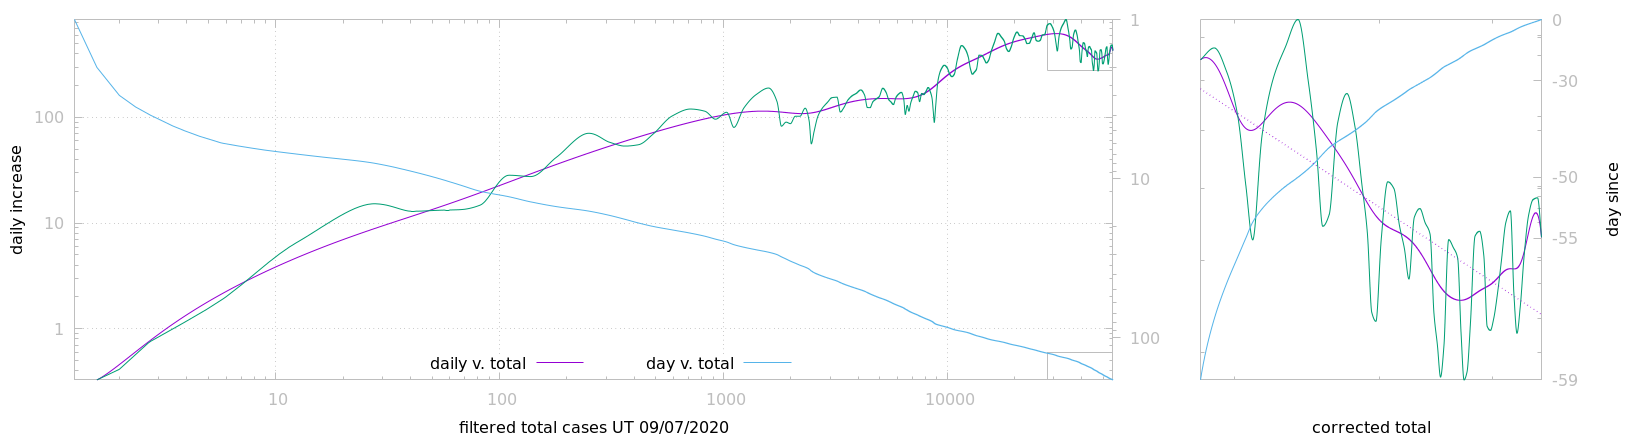 daily increase
100
10
1
10
100
1000
10000
filtered total cases UT 09/07/2020
daily v. total
day v. total
1
10
100
0
-30
-50
-55
-59
day since
corrected total